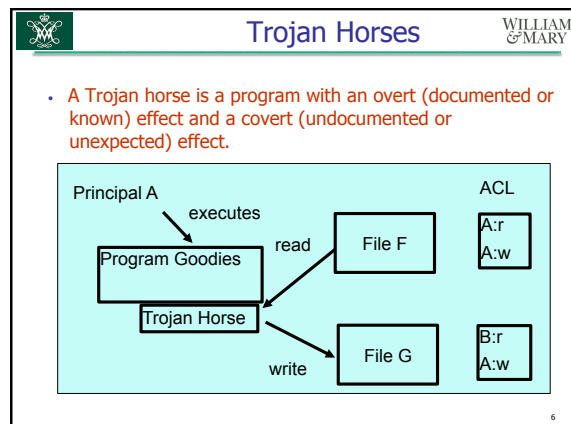 Trojan Horses
WILLIAM
&MARY
• A Trojan horse is a program with an overt (documented or
known) effect and a covert (undocumented or
unexpected) effect.
Principal A
ACL
executes
A:r
A:w
read
File F
Program Goodies
Trojan Horse
B:r
A:w
File G
write
6